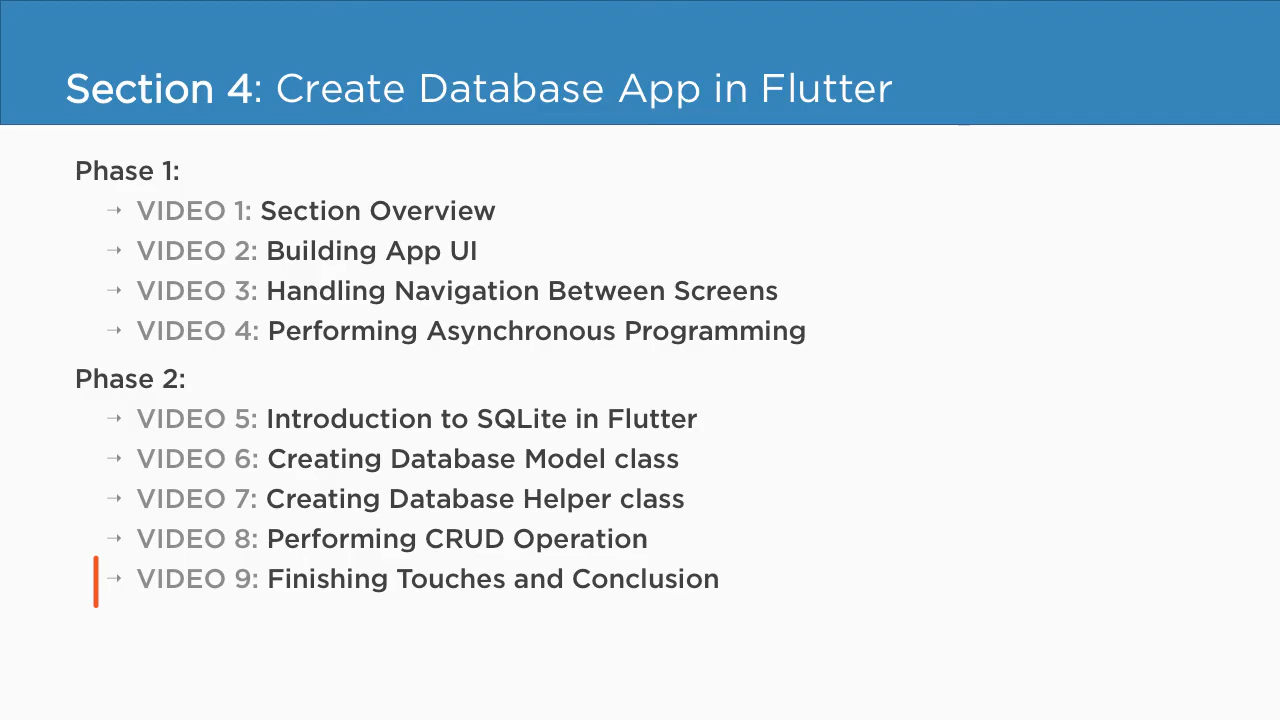 Section 4: Create Database App in Flutter
Phase 1:
➝ VIDEO 1: Section Overview
➝ VIDEO 2: Building App UI
➝ VIDEO 3: Handling Navigation Between Screens
➝ VIDEO 4: Performing Asynchronous Programming
Phase 2:
➝ VIDEO 5: Introduction to SQLite in Flutter
➝ VIDEO 6: Creating Database Model class
➝ VIDEO 7: Creating Database Helper class
➝ VIDEO 8: Performing CRUD Operation
➝ VIDEO 9: Finishing Touches and Conclusion